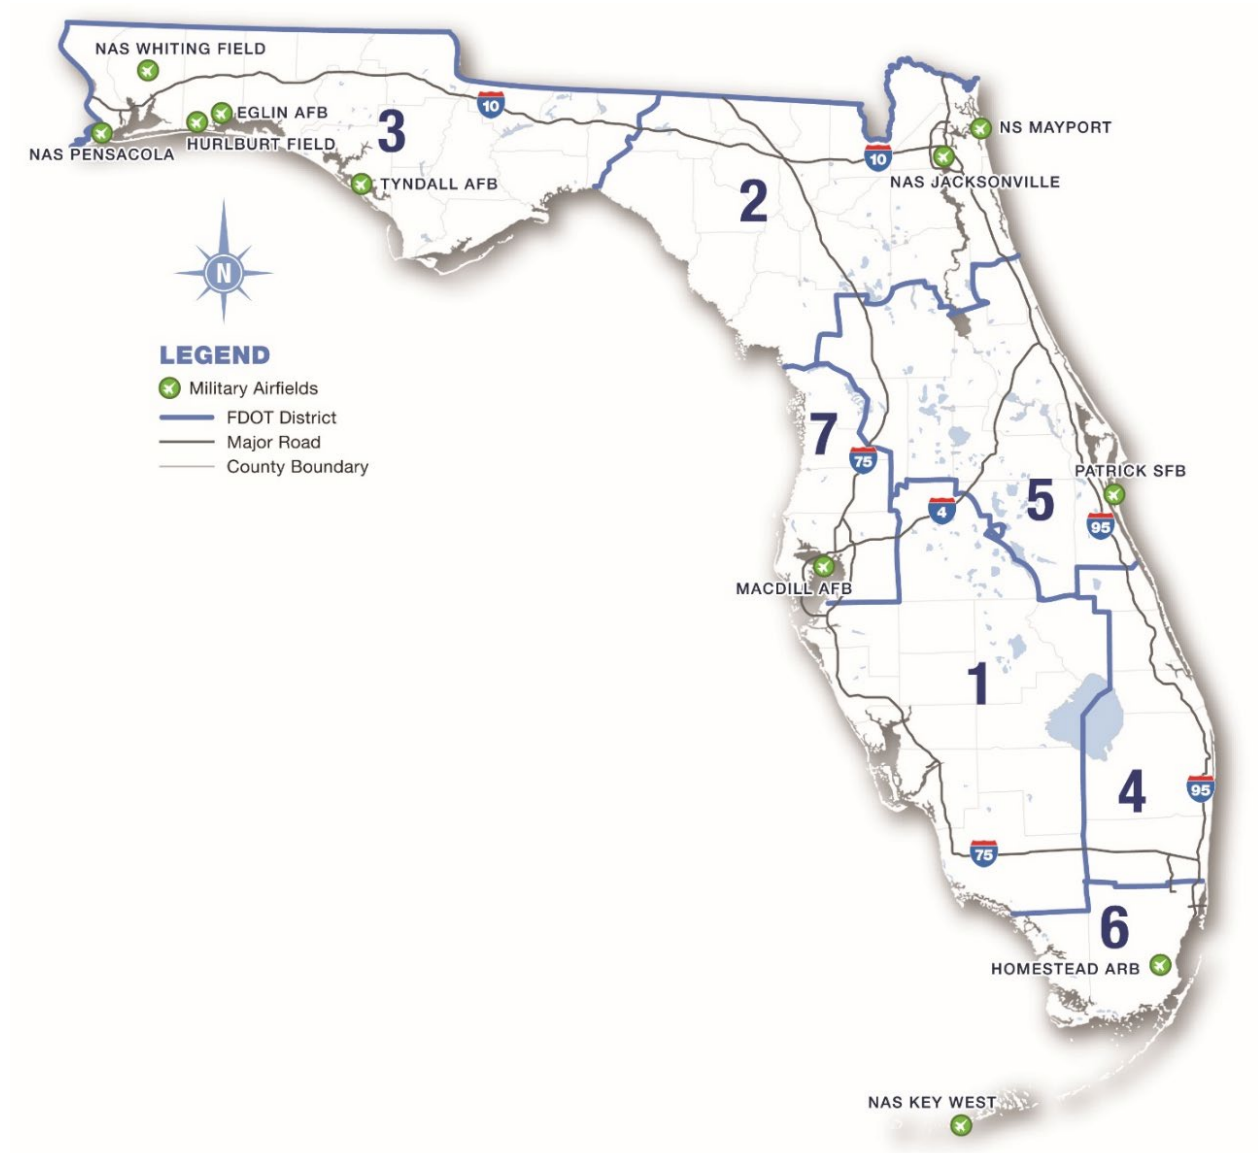 NAS WHITING FIELD
EGLIN AFB
10
3
NS MAYPORT
HURLBURT FIELD
NAS PENSACOLA
10
TYNDALL AFB
NAS JACKSONVILLE
2
N
LEGEND
Military Airfields
FDOT District
Major Road
County Boundary
7
75
PATRICK SFB
5
4
95
MACDILL AFB
1
4
95
75
6
HOMESTEAD ARB
NAS KEY WEST